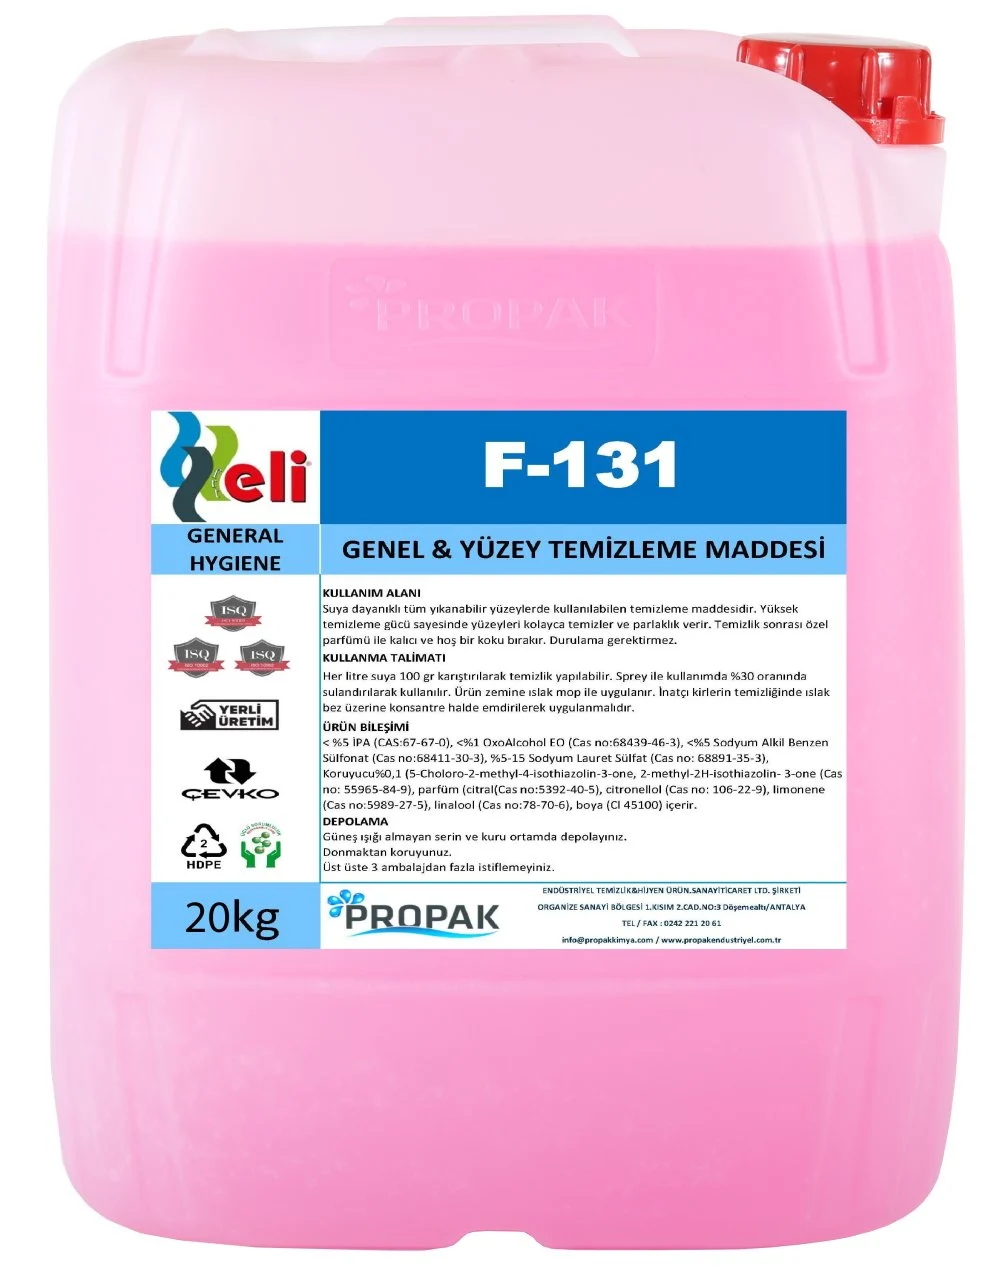 PROPAK
eli
F-131
GENERAL
HYGIENE
GENEL & YÜZEY TEMİZLEME MADDESİ
ISQ
ISQ
ISQ
YERLİ
ÜRETİM
ÇEVKO
2
HDPE
KULLANIM ALANI
Suya dayanıklı tüm yıkanabilir yüzeylerde kullanılabilen temizleme maddesidir. Yüksek
temizleme gücü sayesinde yüzeyleri kolayca temizler ve parlaklık verir. Temizlik sonrası özel
parfümü ile kalıcı ve hoş bir koku bırakır. Durulama gerektirmez.
KULLANMA TALİMATI
Her litre suya 100 gr karıştırılarak temizlik yapılabilir. Sprey ile kullanımda %30 oranında
sulandırılarak kullanılır. Ürün zemine ıslak mop ile uygulanır. İnatçı kirlerin temizliğinde ıslak
bez üzerine konsantre halde emdirilerek uygulanmalıdır.
ÜRÜN BİLEŞİMİ
< %5 İPA (CAS:67-67-0), <%1 OxoAlcohol EO (Cas no:68439-46-3), <%5 Sodyum Alkil Benzen
Sülfonat (Cas no:68411-30-3), %5-15 Sodyum Lauret Sülfat (Cas no: 68891-35-3),
Koruyucu%0,1 (5-Choloro-2-methyl-4-isothiazolin-3-one, 2-methyl-2H-isothiazolin- 3-one (Cas
no: 55965-84-9), parfüm (citral(Cas no:5392-40-5), citronellol (Cas no: 106-22-9), limonene
(Cas no:5989-27-5), linalool (Cas no:78-70-6), boya (Cl 45100) içerir.
DEPOLAMA
Güneş ışığı almayan serin ve kuru ortamda depolayınız.
Donmaktan koruyunuz.
Üst üste 3 ambalajdan fazla istiflemeyiniz.
20kg
PROPAK
ENDÜSTRİYEL TEMİZLİK&HİJYEN ÜRÜN.SANAYİTİCARET LTD. ŞİRKETİ
ORGANİZE SANAYİ BÖLGESİ 1.KISIM 2.CAD.NO:3 Döşemealtı/ANTALYA
TEL / FAX : 0242 221 20 61
info@propakkimya.com / www.propakendustriyel.com.tr